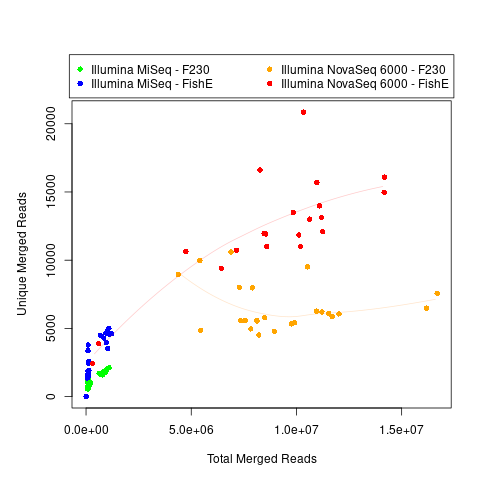 Illumina MiSeq - F230 Illumina NovaSeq 6000 - F230
Illumina MiSeq - FishE Illumina NovaSeq 6000 - FishE
20000
15000
10000
5000
0
Unique Merged Reads
0.0e+00 5.0e+06 1.0e+07 1.5e+07
Total Merged Reads